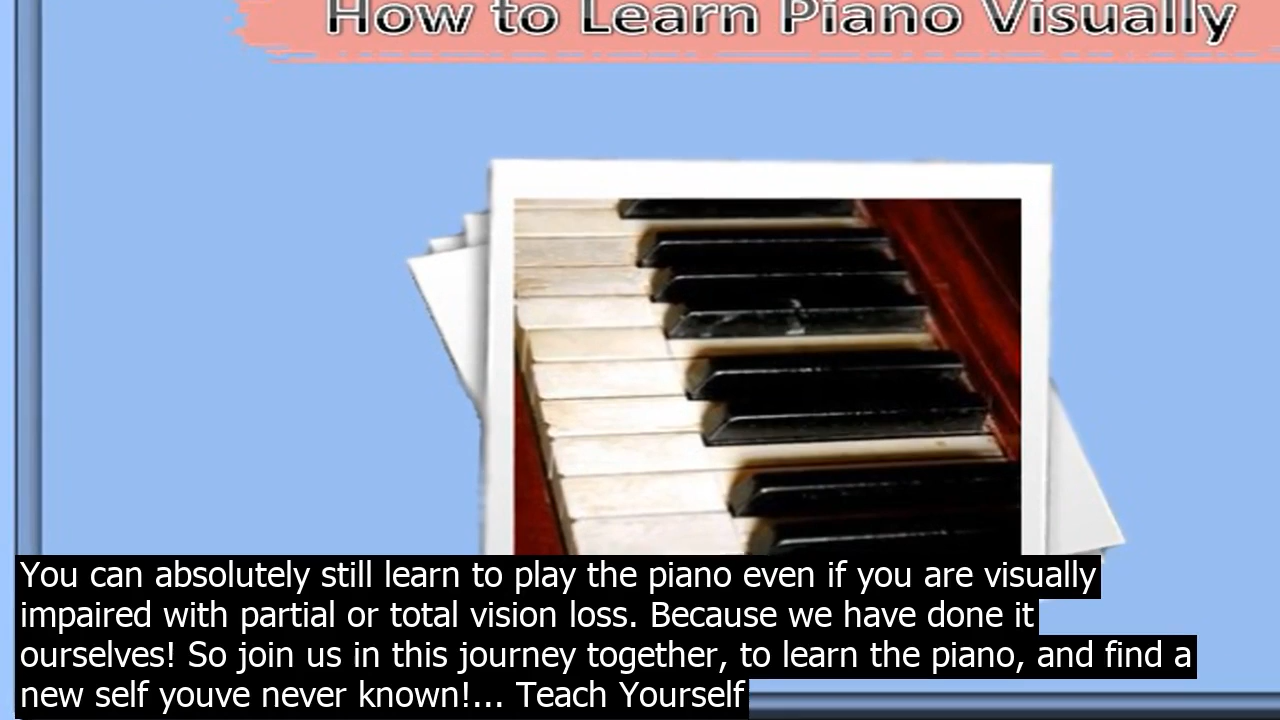 How to Learn Piano Visually
You can absolutely still learn to play the piano even if you are visually
impaired with partial or total vision loss. Because we have done it
ourselves! So join us in this journey together, to learn the piano, and find a
new self youve never known!... Teach Yourself